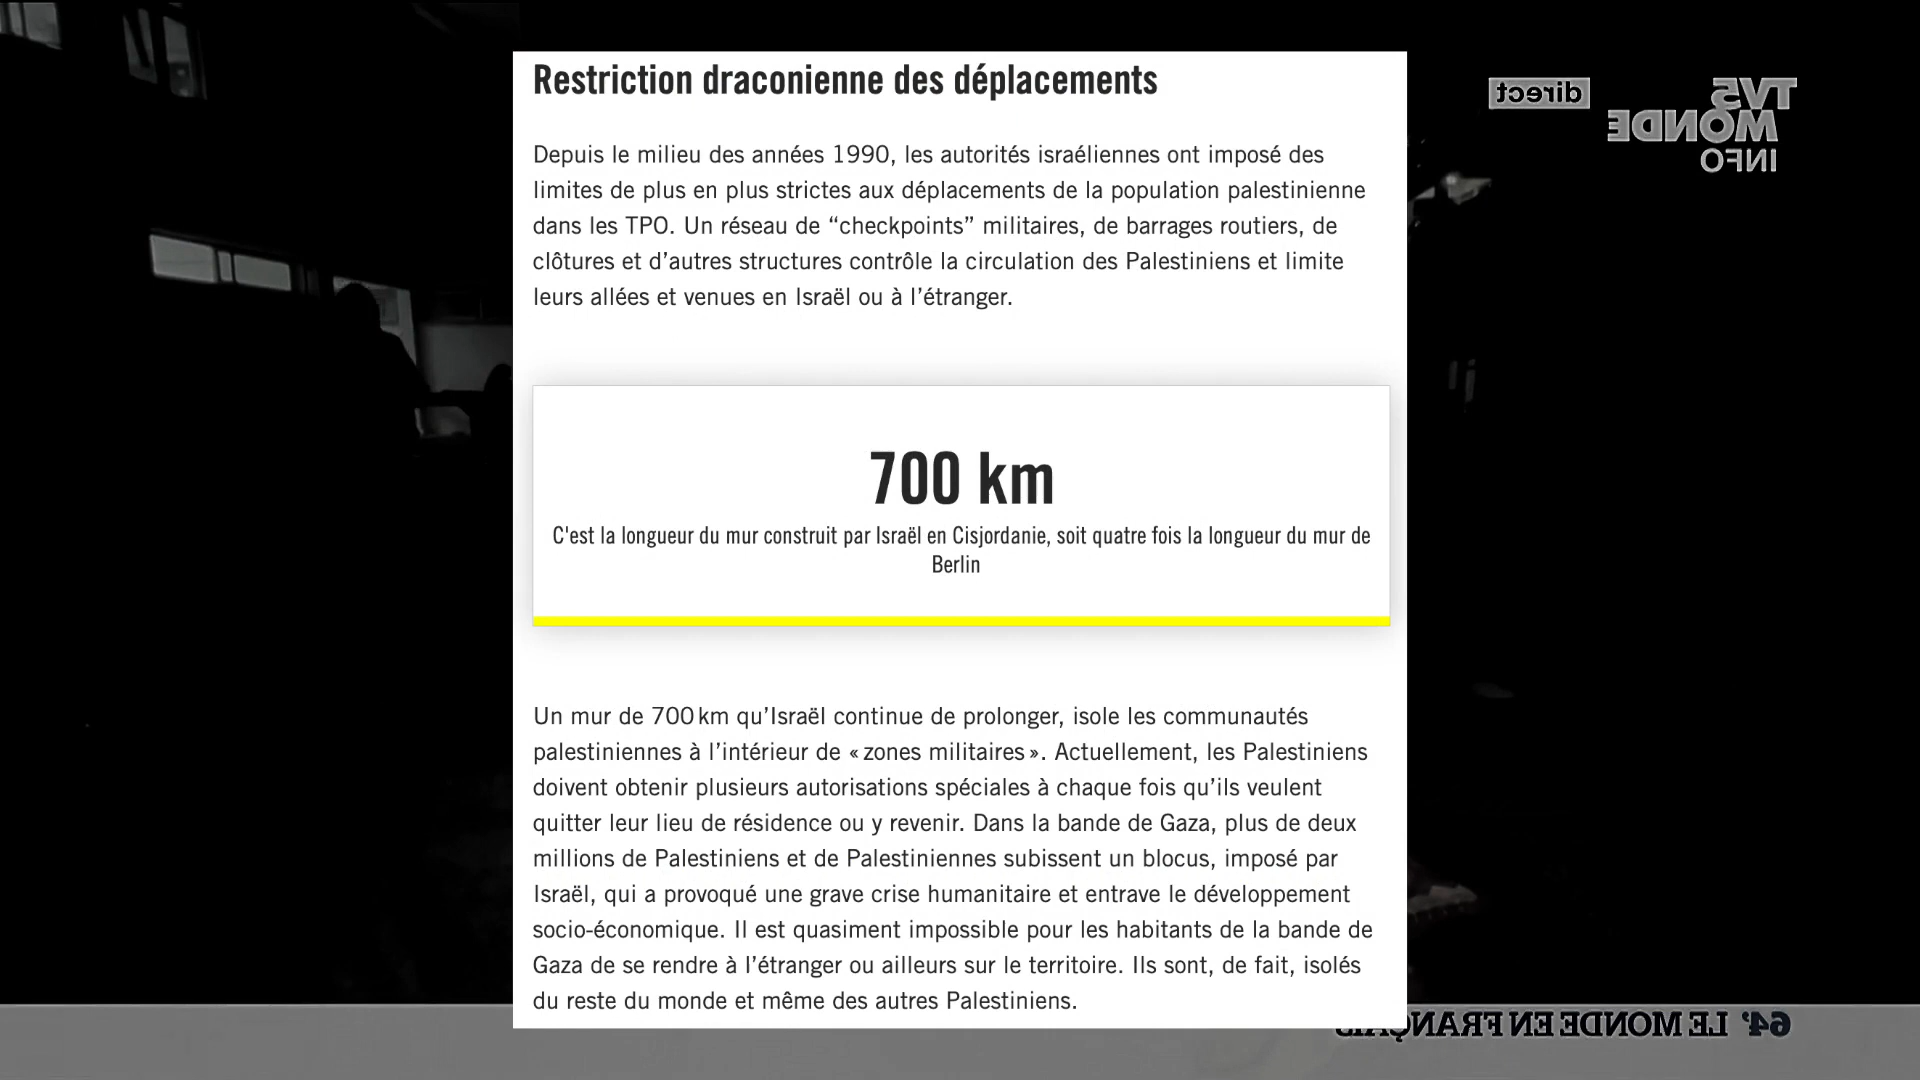 Restriction draconienne des déplacements
direct
TV5
MONDE
INFO
Depuis le milieu des années 1990, les autorités israéliennes ont imposé des
limites de plus en plus strictes aux déplacements de la population palestinienne
dans les TPO. Un réseau de “checkpoints” militaires, de barrages routiers, de
clôtures et d’autres structures contrôle la circulation des Palestiniens et limite
leurs allées et venues en Israël ou à l’étranger.
700 km
C'est la longueur du mur construit par Israël en Cisjordanie, soit quatre fois la longueur du mur de
Berlin
Un mur de 700 km qu’Israël continue de prolonger, isole les communautés
palestiniennes à l’intérieur de « zones militaires ». Actuellement, les Palestiniens
doivent obtenir plusieurs autorisations spéciales à chaque fois qu’ils veulent
quitter leur lieu de résidence ou y revenir. Dans la bande de Gaza, plus de deux
millions de Palestiniens et de Palestiniennes subissent un blocus, imposé par
Israël, qui a provoqué une grave crise humanitaire et entrave le développement
socio-économique. Il est quasiment impossible pour les habitants de la bande de
Gaza de se rendre à l’étranger ou ailleurs sur le territoire. Ils sont, de fait, isolés
du reste du monde et même des autres Palestiniens.
64' LE MONDE EN FRANÇAIS